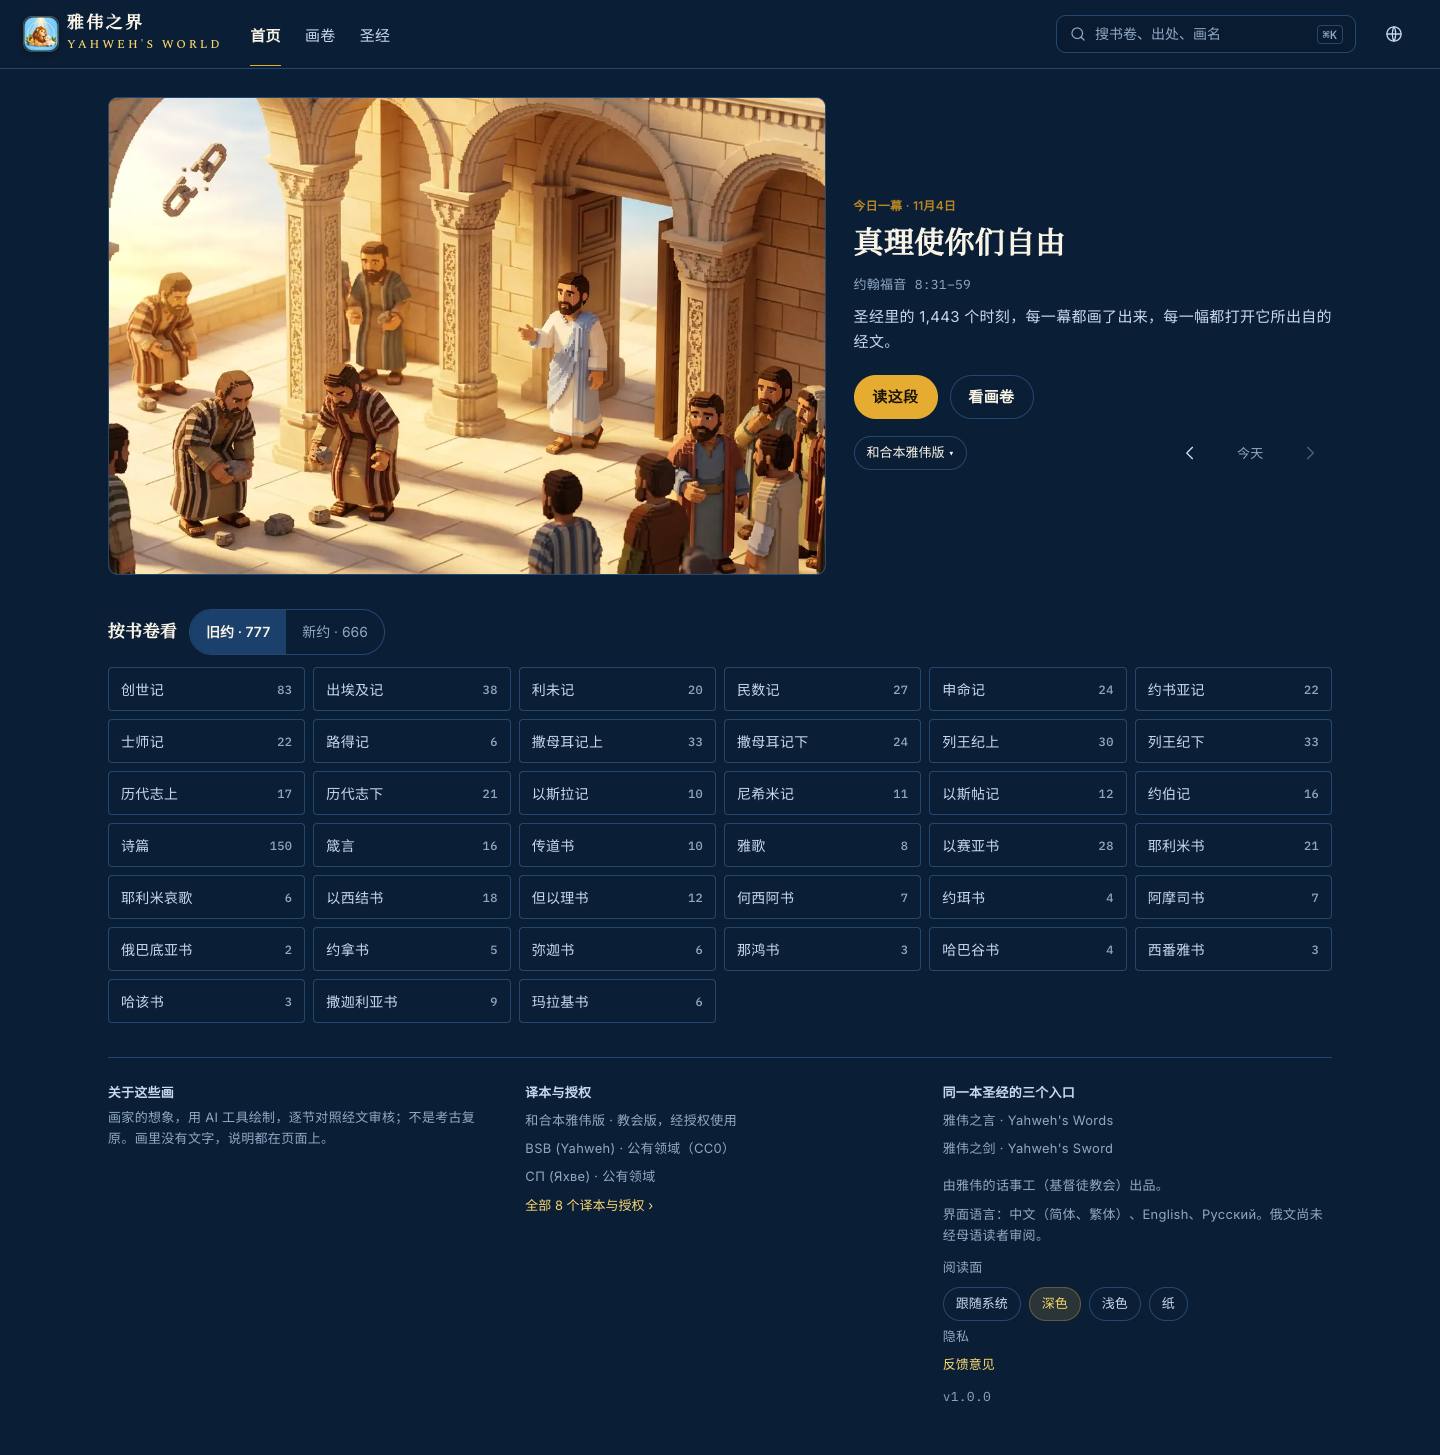 雅伟之界
YAHWEH'S WORLD
首页
画卷
圣经
搜书卷、出处、画名
⌘K
今日一幕 · 11月4日
真理使你们自由
约翰福音 8:31–59
圣经里的 1,443 个时刻，每一幕都画了出来，每一幅都打开它所出自的
经文。
读这段
看画卷
和合本雅伟版 ▾
今天
按书卷看
旧约 · 777
新约 · 666
创世记 83
出埃及记 38
利未记 20
民数记 27
申命记 24
约书亚记 22
士师记 22
路得记 6
撒母耳记上 33
撒母耳记下 24
列王纪上 30
列王纪下 33
历代志上 17
历代志下 21
以斯拉记 10
尼希米记 11
以斯帖记 12
约伯记 16
诗篇 150
箴言 16
传道书 10
雅歌 8
以赛亚书 28
耶利米书 21
耶利米哀歌 6
以西结书 18
但以理书 12
何西阿书 7
约珥书 4
阿摩司书 7
俄巴底亚书 2
约拿书 5
弥迦书 6
那鸿书 3
哈巴谷书 4
西番雅书 3
哈该书 3
撒迦利亚书 9
玛拉基书 6
关于这些画
画家的想象，用 AI 工具绘制，逐节对照经文审核；不是考古复
原。画里没有文字，说明都在页面上。
译本与授权
和合本雅伟版 · 教会版，经授权使用
BSB (Yahweh) · 公有领域（CC0）
СП (Яхве) · 公有领域
全部 8 个译本与授权 ›
同一本圣经的三个入口
雅伟之言 · Yahweh's Words
雅伟之剑 · Yahweh's Sword
由雅伟的话事工（基督徒教会）出品。
界面语言：中文（简体、繁体）、English、Русский。俄文尚未
经母语读者审阅。
阅读面
跟随系统
深色
浅色
纸
隐私
反馈意见
v1.0.0